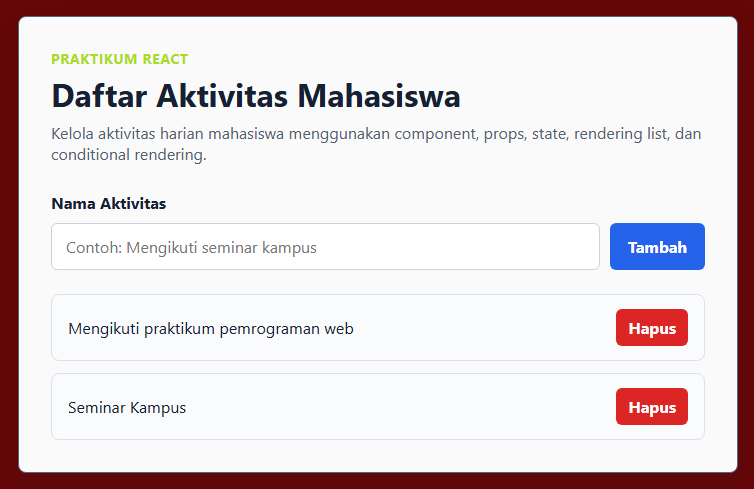 PRAKTIKUM REACT
Daftar Aktivitas Mahasiswa
Kelola aktivitas harian mahasiswa menggunakan component, props, state, rendering list, dan
conditional rendering.
Nama Aktivitas
Contoh: Mengikuti seminar kampus
Tambah
Mengikuti praktikum pemrograman web
Hapus
Seminar Kampus
Hapus